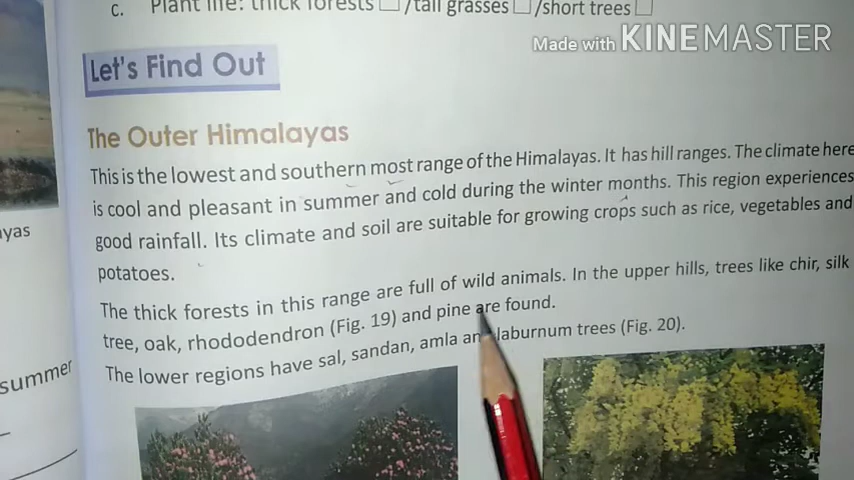 c. Plant life: thick forests /tall grasses /short trees
Made with KINEMASTER
Let's Find Out
The Outer Himalayas
This is the lowest and southern most range of the Himalayas. It has hill ranges. The climate here
is cool and pleasant in summer and cold during the winter months. This region experiences
good rainfall. Its climate and soil are suitable for growing crops such as rice, vegetables and
potatoes.
The thick forests in this range are full of wild animals. In the upper hills, trees like chir, silk
tree, oak, rhododendron (Fig. 19) and pine are found.
The lower regions have sal, sandan, amla an laburnum trees (Fig. 20).
yas
summer